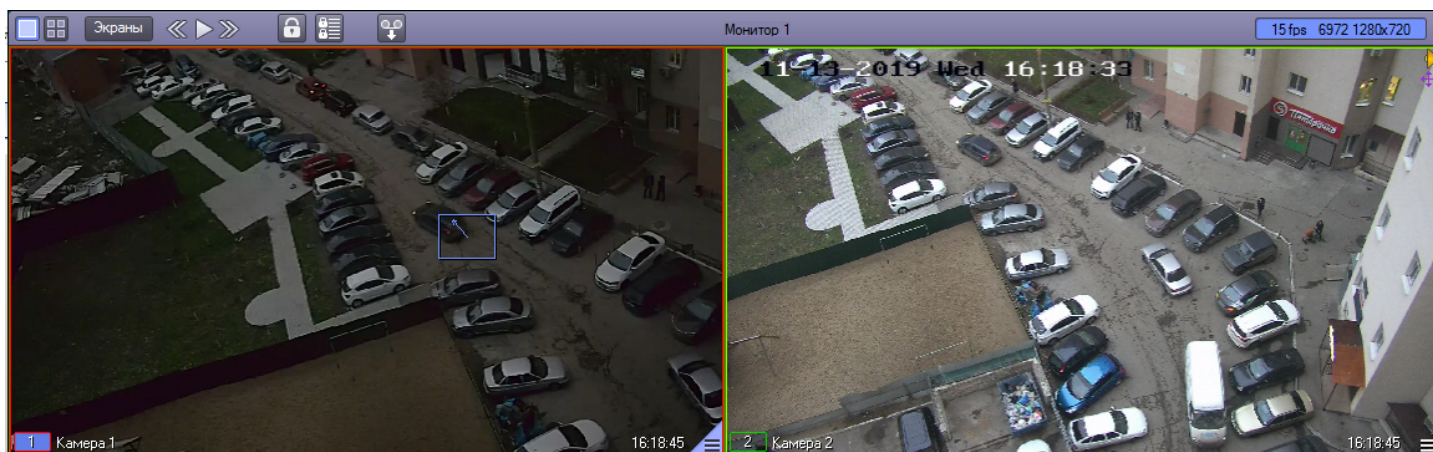 Экраны
Монитор 1
15 fps 6972 1280x720
11-13-2019 Wed 16:18:33
Пятёрочка
1 Камера 1 16:18:45
2 Камера 2 16:18:45